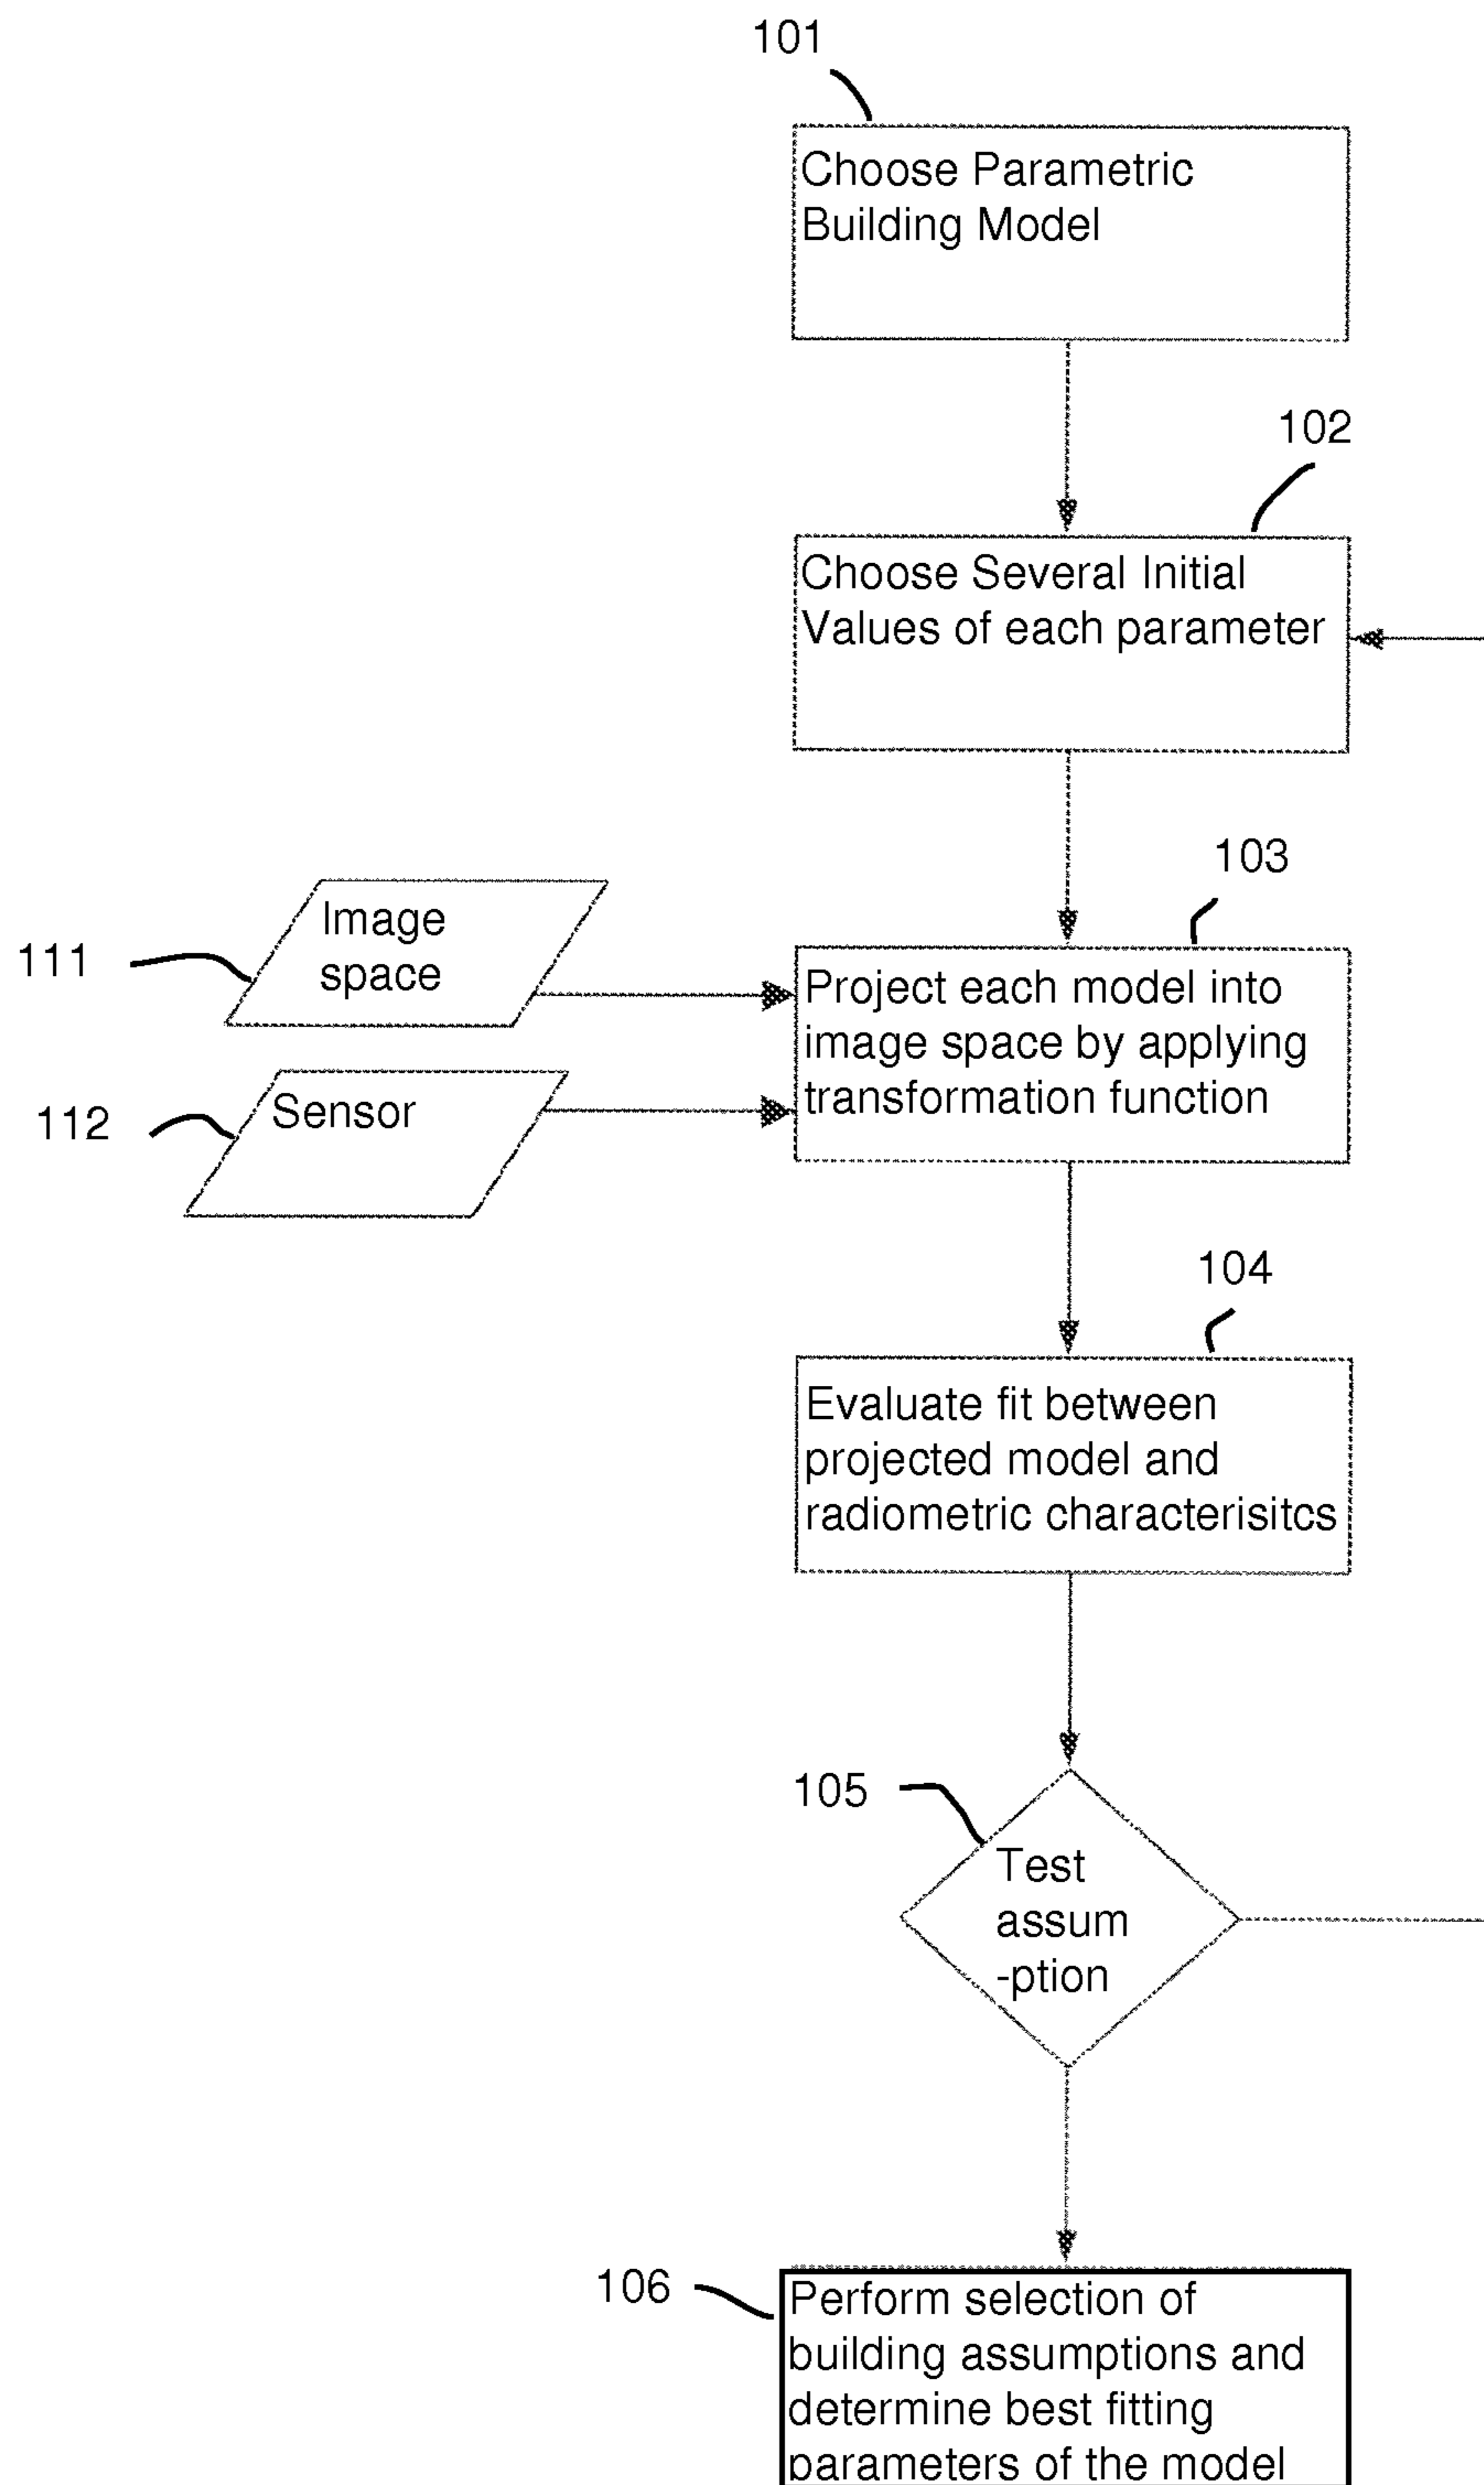 101
Choose Parametric
Building Model
102
Choose Several Initial
Values of each parameter
103
111
Image
space
Project each model into
image space by applying
transformation function
112
Sensor
104
Evaluate fit between
projected model and
radiometric characterisitcs
105
Test
assum
-ption
106
Perform selection of
building assumptions and
determine best fitting
parameters of the model